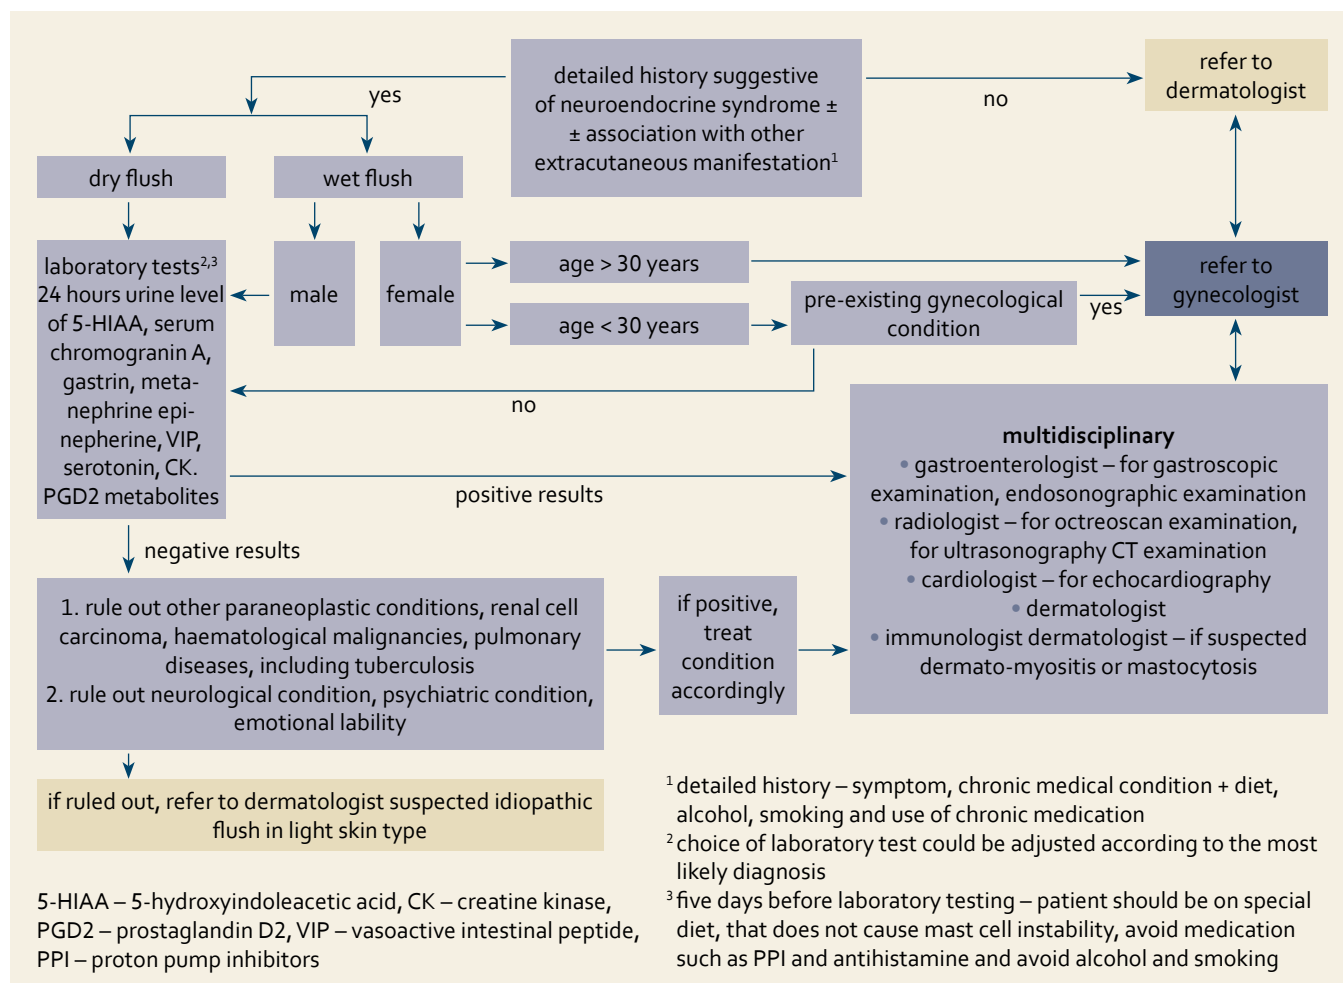 detailed history suggestive
of neuroendocrine syndrome ±
± association with other
extracutaneous manifestation¹
yes
no
refer to
dermatologist
dry flush
wet flush
laboratory tests²,³
24 hours urine level
of 5-HIAA, serum
chromogranin A,
gastrin, meta-
nephrine epi-
nepherine, VIP,
serotonin, CK.
PGD2 metabolites
male
female
age > 30 years
age < 30 years
pre-existing gynecological
condition
yes
refer to
gynecologist
no
positive results
negative results
multidisciplinary
• gastroenterologist – for gastroscopic
examination, endosonographic examination
• radiologist – for octreoscan examination,
for ultrasonography CT examination
• cardiologist – for echocardiography
• dermatologist
• immunologist dermatologist – if suspected
dermato-myositis or mastocytosis
1. rule out other paraneoplastic conditions, renal cell
carcinoma, haematological malignancies, pulmonary
diseases, including tuberculosis
2. rule out neurological condition, psychiatric condition,
emotional lability
if positive,
treat
condition
accordingly
if ruled out, refer to dermatologist suspected idiopathic
flush in light skin type
5-HIAA – 5-hydroxyindoleacetic acid, CK – creatine kinase,
PGD2 – prostaglandin D2, VIP – vasoactive intestinal peptide,
PPI – proton pump inhibitors
¹ detailed history – symptom, chronic medical condition + diet,
alcohol, smoking and use of chronic medication
² choice of laboratory test could be adjusted according to the most
likely diagnosis
³ five days before laboratory testing – patient should be on special
diet, that does not cause mast cell instability, avoid medication
such as PPI and antihistamine and avoid alcohol and smoking